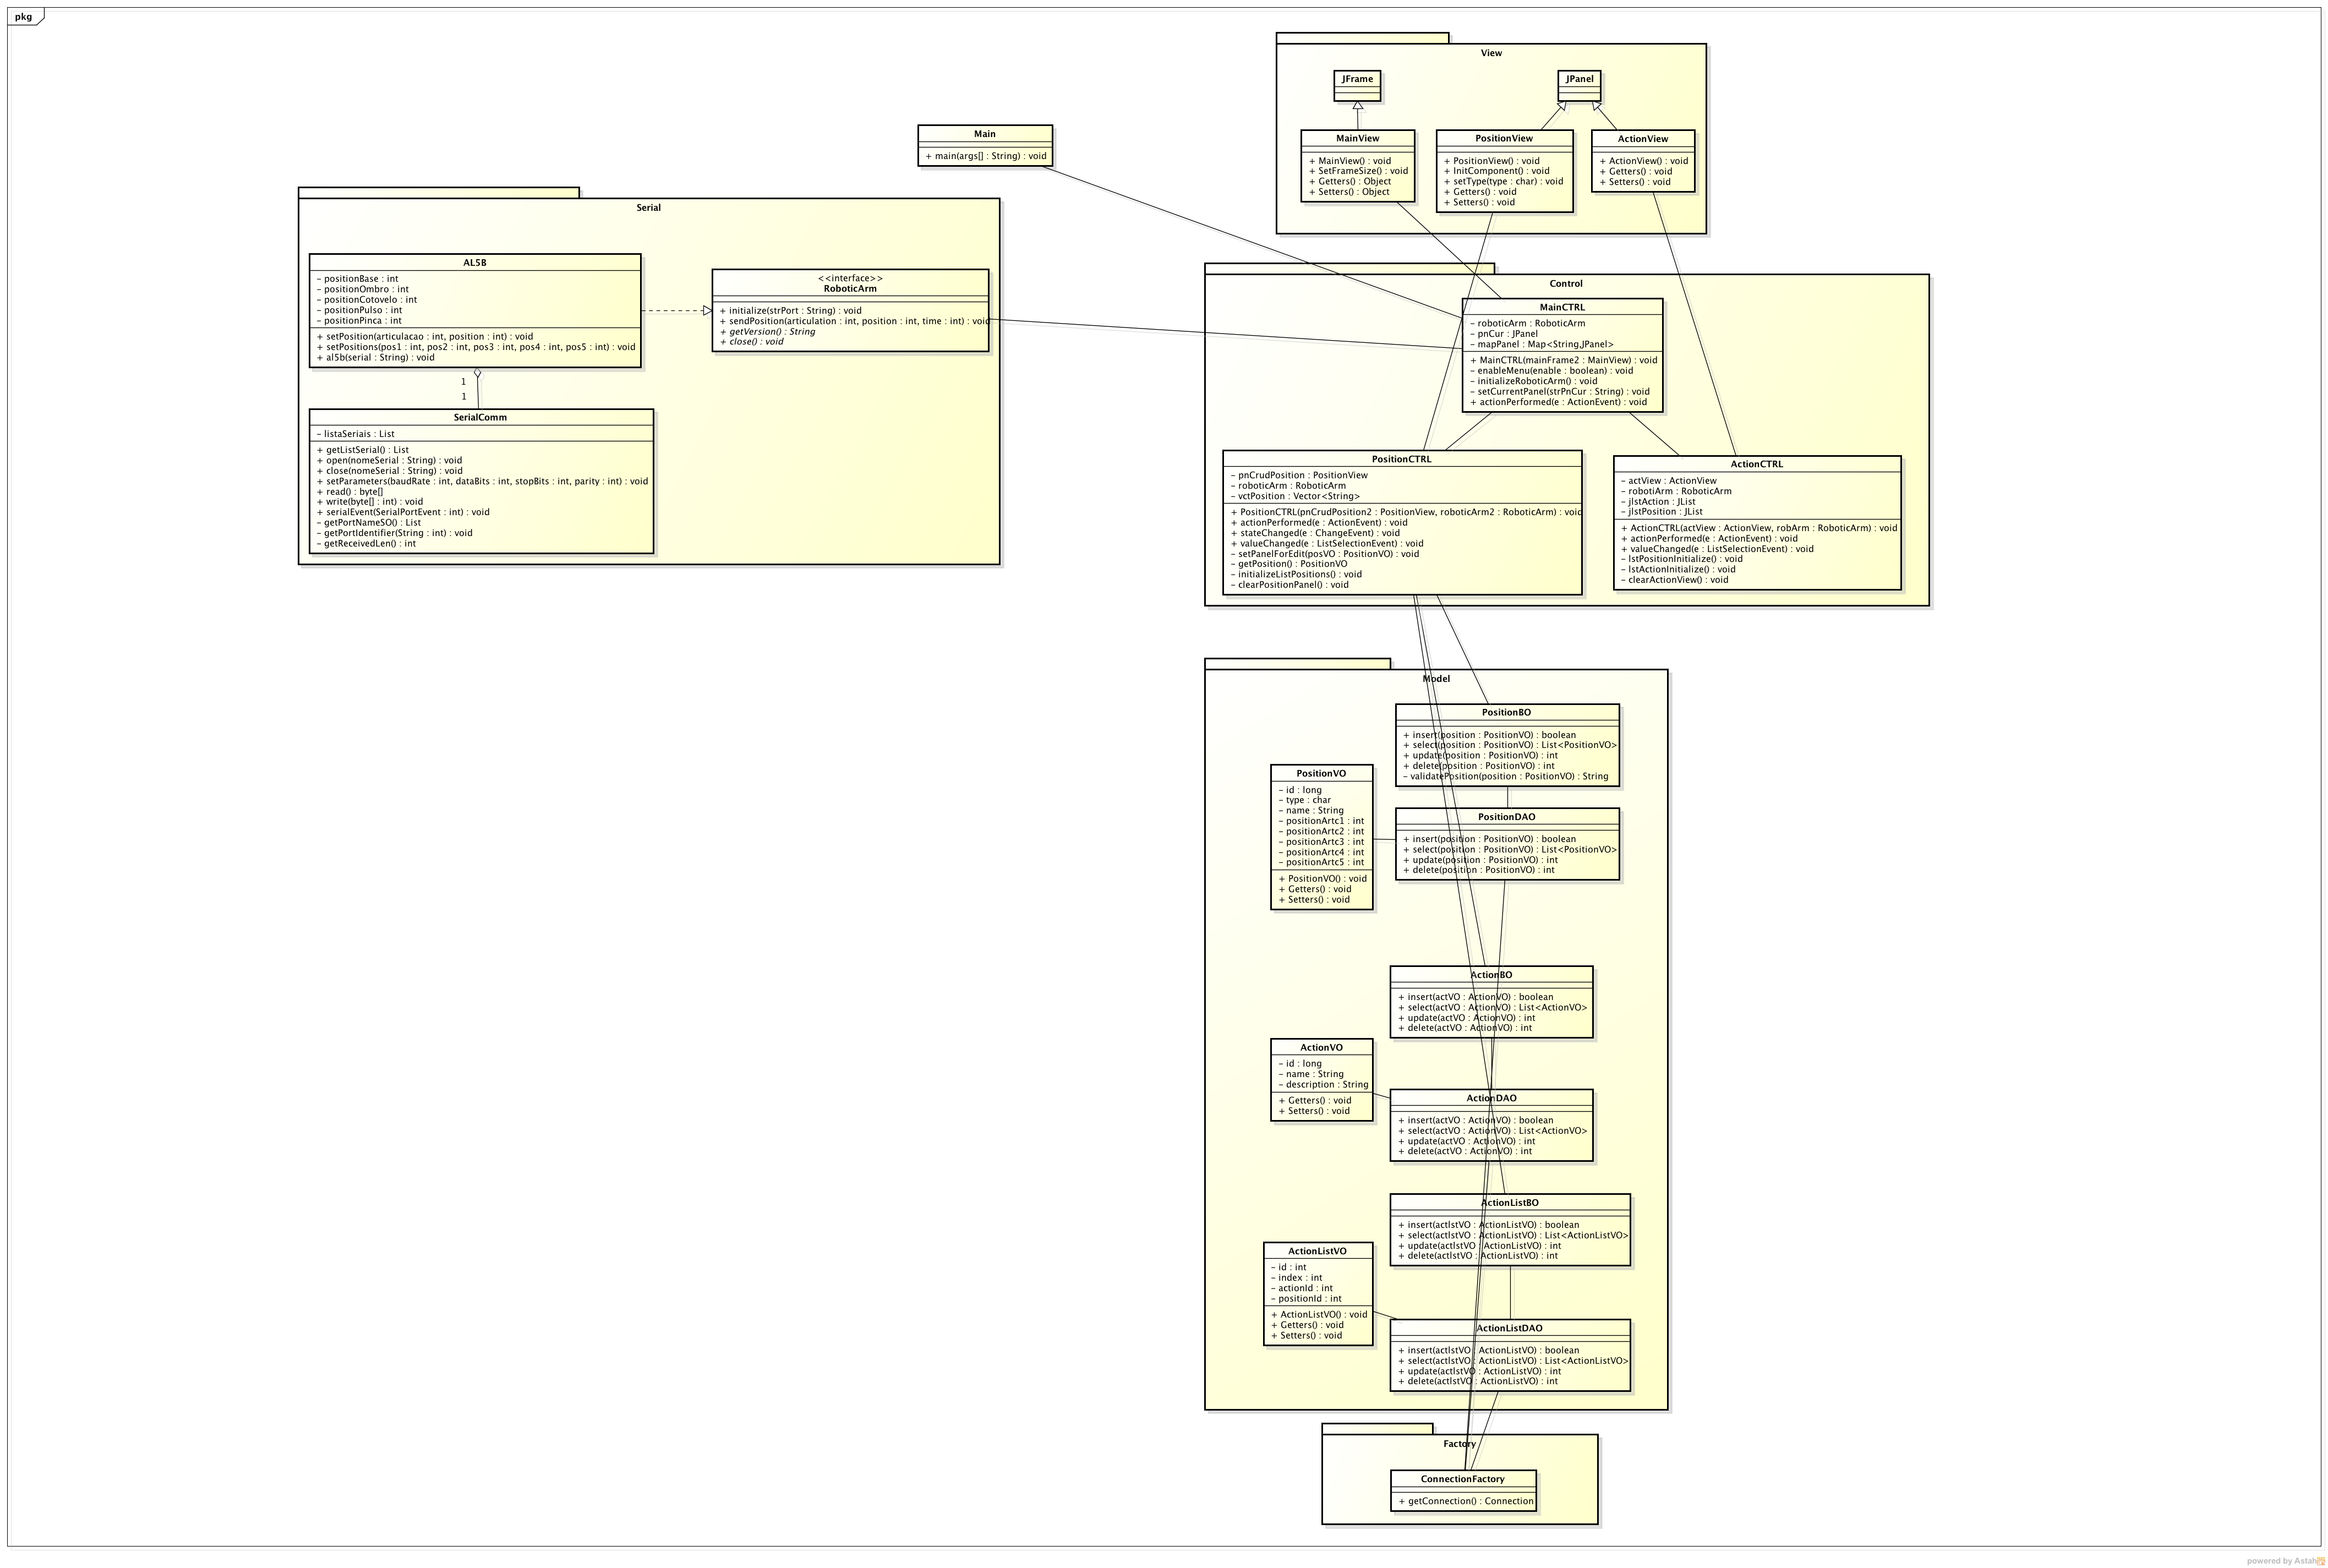 pkg
View
JFrame
JPanel
MainView
+ MainView() : void
+ SetFrameSize() : void
+ Getters() : Object
+ Setters() : Object
PositionView
+ PositionView() : void
+ InitComponent() : void
+ setType(type : char) : void
+ Getters() : void
+ Setters() : void
ActionView
+ ActionView() : void
+ Getters() : void
+ Setters() : void
Main
+ main(args[] : String) : void
Serial
AL5B
– positionBase : int
– positionOmbro : int
– positionCotovelo : int
– positionPulso : int
– positionPinca : int
+ setPosition(articulacao : int, position : int) : void
+ setPositions(pos1 : int, pos2 : int, pos3 : int, pos4 : int, pos5 : int) : void
+ al5b(serial : String) : void
<<interface>>
RoboticArm
+ initialize(strPort : String) : void
+ sendPosition(articulation : int, position : int, time : int) : void
+ getVersion() : String
+ close() : void
1
1
SerialComm
– listaSeriais : List
+ getListSerial() : List
+ open(nomeSerial : String) : void
+ close(nomeSerial : String) : void
+ setParameters(baudRate : int, dataBits : int, stopBits : int, parity : int) : void
+ read() : byte[]
+ write(byte[] : int) : void
+ serialEvent(SerialPortEvent : int) : void
– getPortNameSO() : List
– getPortIdentifier(String : int) : void
– getReceivedLen() : int
Control
MainCTRL
– roboticArm : RoboticArm
– pnCur : JPanel
– mapPanel : Map<String,JPanel>
+ MainCTRL(mainFrame2 : MainView) : void
– enableMenu(enable : boolean) : void
– initializeRoboticArm() : void
– setCurrentPanel(strPnCur : String) : void
+ actionPerformed(e : ActionEvent) : void
PositionCTRL
– pnCrudPosition : PositionView
– roboticArm : RoboticArm
– vctPosition : Vector<String>
+ PositionCTRL(pnCrudPosition2 : PositionView, roboticArm2 : RoboticArm) : void
+ actionPerformed(e : ActionEvent) : void
+ stateChanged(e : ChangeEvent) : void
+ valueChanged(e : ListSelectionEvent) : void
– setPanelForEdit(posVO : PositionVO) : void
– getPosition() : PositionVO
– initializeListPositions() : void
– clearPositionPanel() : void
ActionCTRL
– actView : ActionView
– robotiArm : RoboticArm
– jlstAction : JList
– jlstPosition : JList
+ ActionCTRL(actView : ActionView, robArm : RoboticArm) : void
+ actionPerformed(e : ActionEvent) : void
+ valueChanged(e : ListSelectionEvent) : void
– lstPositionInitialize() : void
– lstActionInitialize() : void
– clearActionView() : void
Model
PositionBO
+ insert(position : PositionVO) : boolean
+ select(position : PositionVO) : List<PositionVO>
+ update(position : PositionVO) : int
+ delete(position : PositionVO) : int
– validatePosition(position : PositionVO) : String
PositionVO
– id : long
– type : char
– name : String
– positionArtc1 : int
– positionArtc2 : int
– positionArtc3 : int
– positionArtc4 : int
– positionArtc5 : int
+ PositionVO() : void
+ Getters() : void
+ Setters() : void
PositionDAO
+ insert(position : PositionVO) : boolean
+ select(position : PositionVO) : List<PositionVO>
+ update(position : PositionVO) : int
+ delete(position : PositionVO) : int
ActionBO
+ insert(actVO : ActionVO) : boolean
+ select(actVO : ActionVO) : List<ActionVO>
+ update(actVO : ActionVO) : int
+ delete(actVO : ActionVO) : int
ActionVO
– id : long
– name : String
– description : String
+ Getters() : void
+ Setters() : void
ActionDAO
+ insert(actVO : ActionVO) : boolean
+ select(actVO : ActionVO) : List<ActionVO>
+ update(actVO : ActionVO) : int
+ delete(actVO : ActionVO) : int
ActionListBO
+ insert(actlstVO : ActionListVO) : boolean
+ select(actlstVO : ActionListVO) : List<ActionListVO>
+ update(actlstVO : ActionListVO) : int
+ delete(actlstVO : ActionListVO) : int
ActionListVO
– id : int
– index : int
– actionId : int
– positionId : int
+ ActionListVO() : void
+ Getters() : void
+ Setters() : void
ActionListDAO
+ insert(actlstVO : ActionListVO) : boolean
+ select(actlstVO : ActionListVO) : List<ActionListVO>
+ update(actlstVO : ActionListVO) : int
+ delete(actlstVO : ActionListVO) : int
Factory
ConnectionFactory
+ getConnection() : Connection
powered by Astah